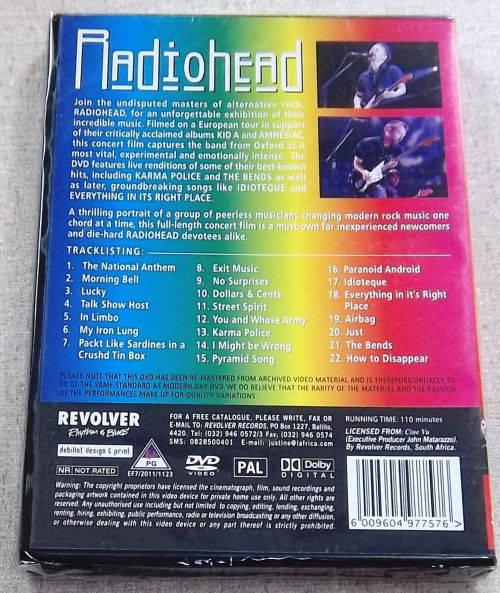 Radiohead
Join the undisputed masters of alternative rock,
RADIOHEAD, for an unforgettable exhibition of their
incredible music. Filmed on a European tour in support
of their critically acclaimed albums KID A and AMNESIAC,
this concert film captures the band from Oxford at it
most vital, experimental and emotionally intense. The
DVD features live renditions of some of their best-known
hits, including KARMA POLICE and THE BENDS as well
as later, groundbreaking songs like IDIOTEQUE and
EVERYTHING IN ITS RIGHT PLACE.
A thrilling portrait of a group of peerless musicians changing modern rock music one
chord at a time, this full-length concert film is a must-own for inexperienced newcomers
and die-hard RADIOHEAD devotees alike.
TRACKLISTING:
1. The National Anthem
2. Morning Bell
3. Lucky
4. Talk Show Host
5. In Limbo
6. My Iron Lung
7. Packt Like Sardines in a
Crushd Tin Box
8. Exit Music
9. No Surprises
10. Dollars & Cents
11. Street Spirit
12. You and Whose Army
13. Karma Police
14. I Might be Wrong
15. Pyramid Song
16. Paranoid Android
17. Idioteque
18. Everything in it's Right
Place
19. Airbag
20. Just
21. The Bends
22. How to Disappear
PLEASE NOTE THAT THIS DVD HAS BEEN RE-MASTERED FROM ARCHIVED VIDEO MATERIAL AND IS THEREFORE UNLIKELY TO
BE OF THE SAME STANDARD AS MODERN DAY DVD. WE DO BELIEVE THAT THE RARITY OF THE MATERIAL AND THE PASSION
OF THE PERFORMANCES MAKE UP FOR QUALITY VARIATIONS.
REVOLVER
Rhythm & Blues
debillot design & print
NR NOT RATED
FOR A FREE CATALOGUE, PLEASE WRITE, FAX OR
E-MAIL TO: REVOLVER RECORDS, PO Box 1227, Ballito,
4420. Tel: (032) 946 0572/3 Fax: (032) 946 0574
SMS: 0828500401 E-mail: justine@iafrica.com
PG
EF7/2011/1123
DVD
VIDEO
PAL
Dolby
DIGITAL
RUNNING TIME: 110 minutes
LICENSED FROM: Cine Vu
(Executive Producer John Matarazzo).
By Revolver Records, South Africa.
Warning: The copyright proprietors have licensed the cinematograph, film, sound recordings and
packaging artwork contained in this video device for private home use only. All other rights are
reserved. Any unauthorised use including but not limited to copying, editing, lending, exchanging,
renting, hiring, exhibiting, public performance, radio or television broadcasting or any other diffusion,
or otherwise dealing with this video device or any part thereof is strictly prohibited.
6 009604 977576 >